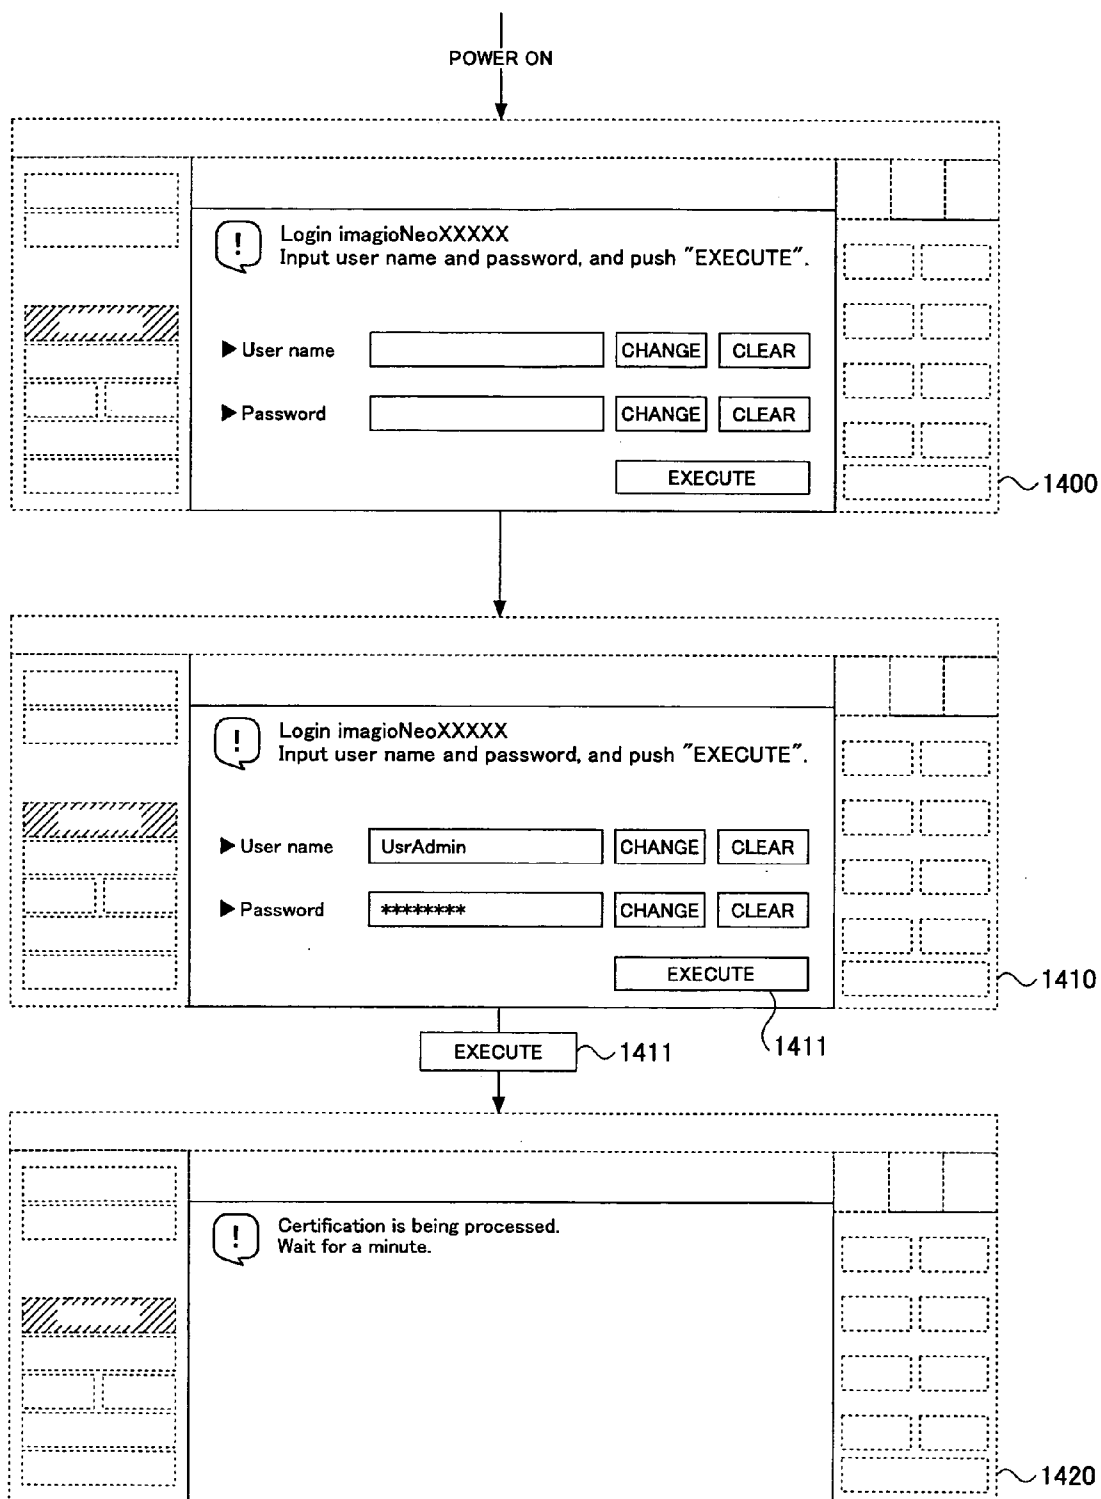 POWER ON
! Login imagioNeoXXXXX
Input user name and password, and push "EXECUTE".
▶ User name CHANGE CLEAR
▶ Password CHANGE CLEAR
EXECUTE
1400
! Login imagioNeoXXXXX
Input user name and password, and push "EXECUTE".
▶ User name UsrAdmin CHANGE CLEAR
▶ Password ******** CHANGE CLEAR
EXECUTE
1410
EXECUTE 1411 1411
! Certification is being processed.
Wait for a minute.
1420